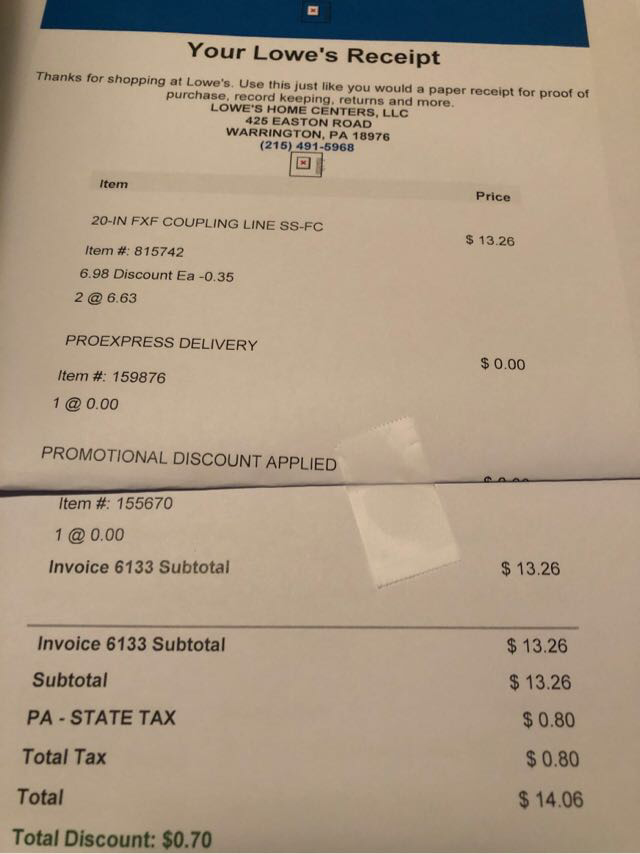 Your Lowe's Receipt
Thanks for shopping at Lowe's. Use this just like you would a paper receipt for proof of
purchase, record keeping, returns and more.
LOWE'S HOME CENTERS, LLC
425 EASTON ROAD
WARRINGTON, PA 18976
(215) 491-5968
Item Price
20-IN FXF COUPLING LINE SS-FC $ 13.26
Item #: 815742
6.98 Discount Ea -0.35
2 @ 6.63
PROEXPRESS DELIVERY $ 0.00
Item #: 159876
1 @ 0.00
PROMOTIONAL DISCOUNT APPLIED
Item #: 155670
1 @ 0.00
Invoice 6133 Subtotal $ 13.26
Invoice 6133 Subtotal $ 13.26
Subtotal $ 13.26
PA - STATE TAX $ 0.80
Total Tax $ 0.80
Total $ 14.06
Total Discount: $0.70